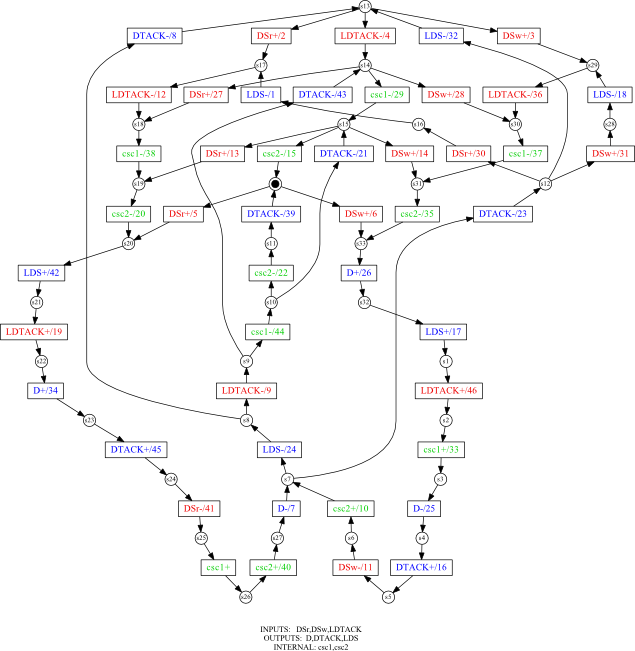 s13
DTACK-/8 DSr+/2 LDTACK-/4 LDS-/32 DSw+/3
s17 s14 s29
LDTACK-/12 DSr+/27 LDS-/1 DTACK-/43 csc1-/29 DSw+/28 LDTACK-/36 LDS-/18
s18 s15 s16 s30 s28
csc1-/38 DSr+/13 csc2-/15 DTACK-/21 DSw+/14 DSr+/30 csc1-/37 DSw+/31
s19 s31 s12
csc2-/20 DSr+/5 DTACK-/39 DSw+/6 csc2-/35 DTACK-/23
s20 s11 s33
LDS+/42 csc2-/22 D+/26
s21 s10 s32
LDTACK+/19 csc1-/44 LDS+/17
s22 s9 s1
D+/34 LDTACK-/9 LDTACK+/46
s23 s8 s2
DTACK+/45 LDS-/24 csc1+/33
s24 s7 s3
DSr-/41 D-/7 csc2+/10 D-/25
s25 s27 s6 s4
csc1+ csc2+/40 DSw-/11 DTACK+/16
s26 s5
INPUTS: DSr,DSw,LDTACK
OUTPUTS: D,DTACK,LDS
INTERNAL: csc1,csc2